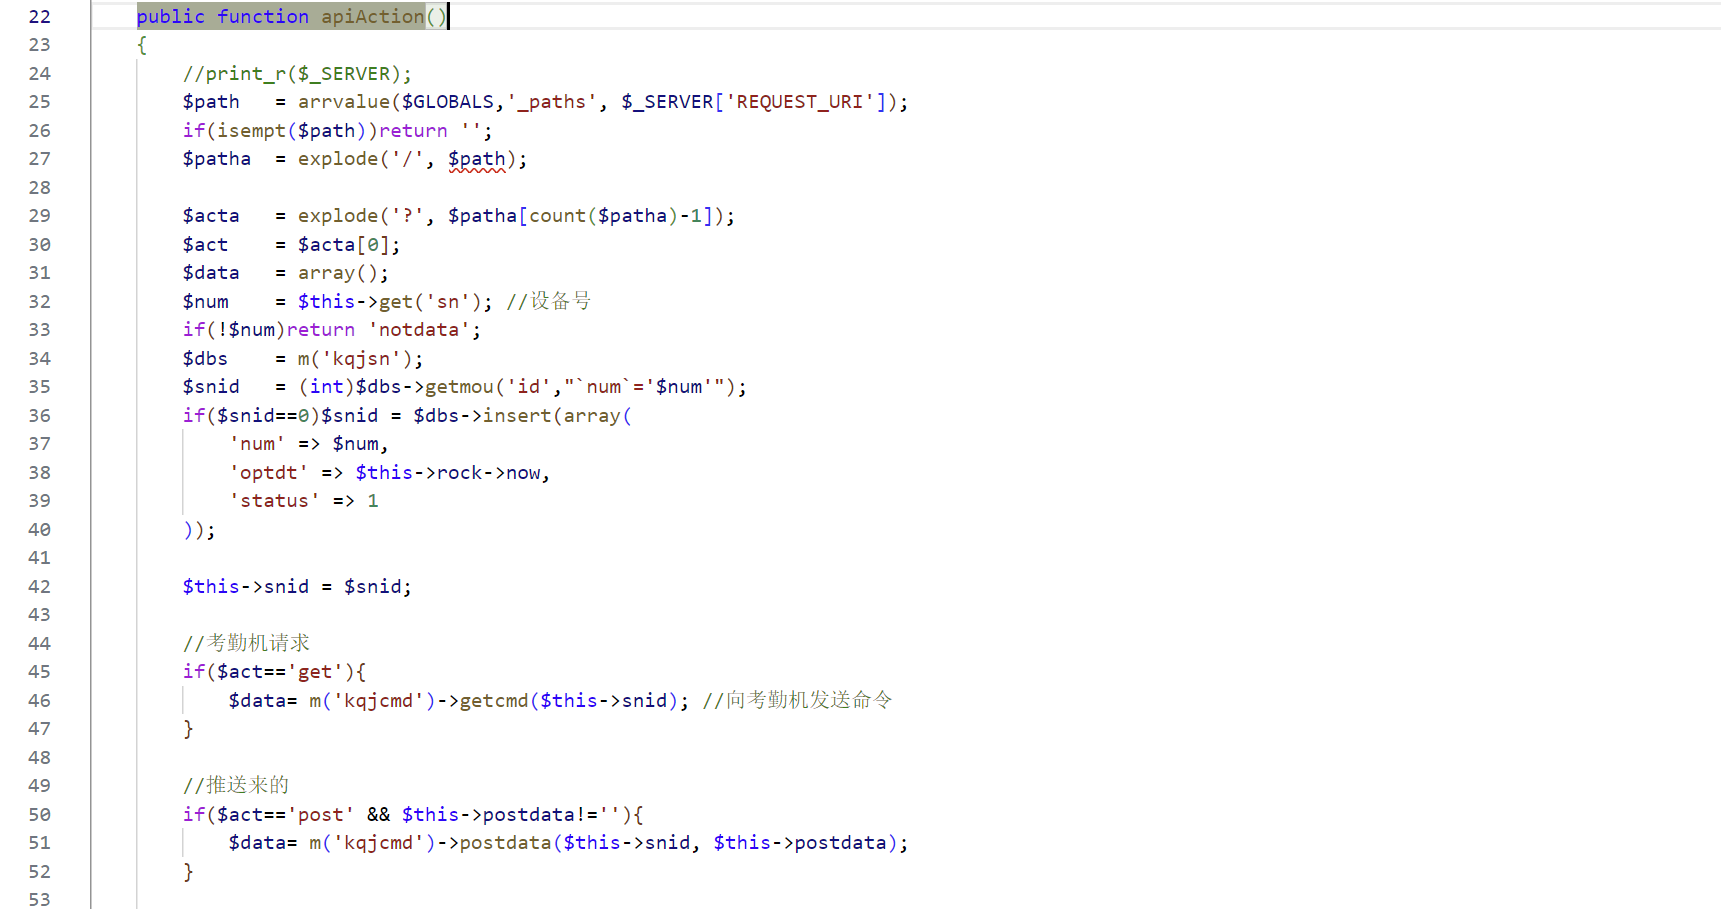 22 public function apiAction()
23 {
24 //print_r($_SERVER);
25 $path   = arrvalue($GLOBALS,'_paths', $_SERVER['REQUEST_URI']);
26 if(isempt($path))return '';
27 $patha  = explode('/', $path);
28
29 $acta   = explode('?', $patha[count($patha)-1]);
30 $act    = $acta[0];
31 $data   = array();
32 $num    = $this->get('sn'); //设备号
33 if(!$num)return 'notdata';
34 $dbs    = m('kqjsn');
35 $snid   = (int)$dbs->getmou('id',"`num`='$num'");
36 if($snid==0)$snid = $dbs->insert(array(
37 'num' => $num,
38 'optdt' => $this->rock->now,
39 'status' => 1
40 ));
41
42 $this->snid = $snid;
43
44 //考勤机请求
45 if($act=='get'){
46 $data= m('kqjcmd')->getcmd($this->snid); //向考勤机发送命令
47 }
48
49 //推送来的
50 if($act=='post' && $this->postdata!=''){
51 $data= m('kqjcmd')->postdata($this->snid, $this->postdata);
52 }
53